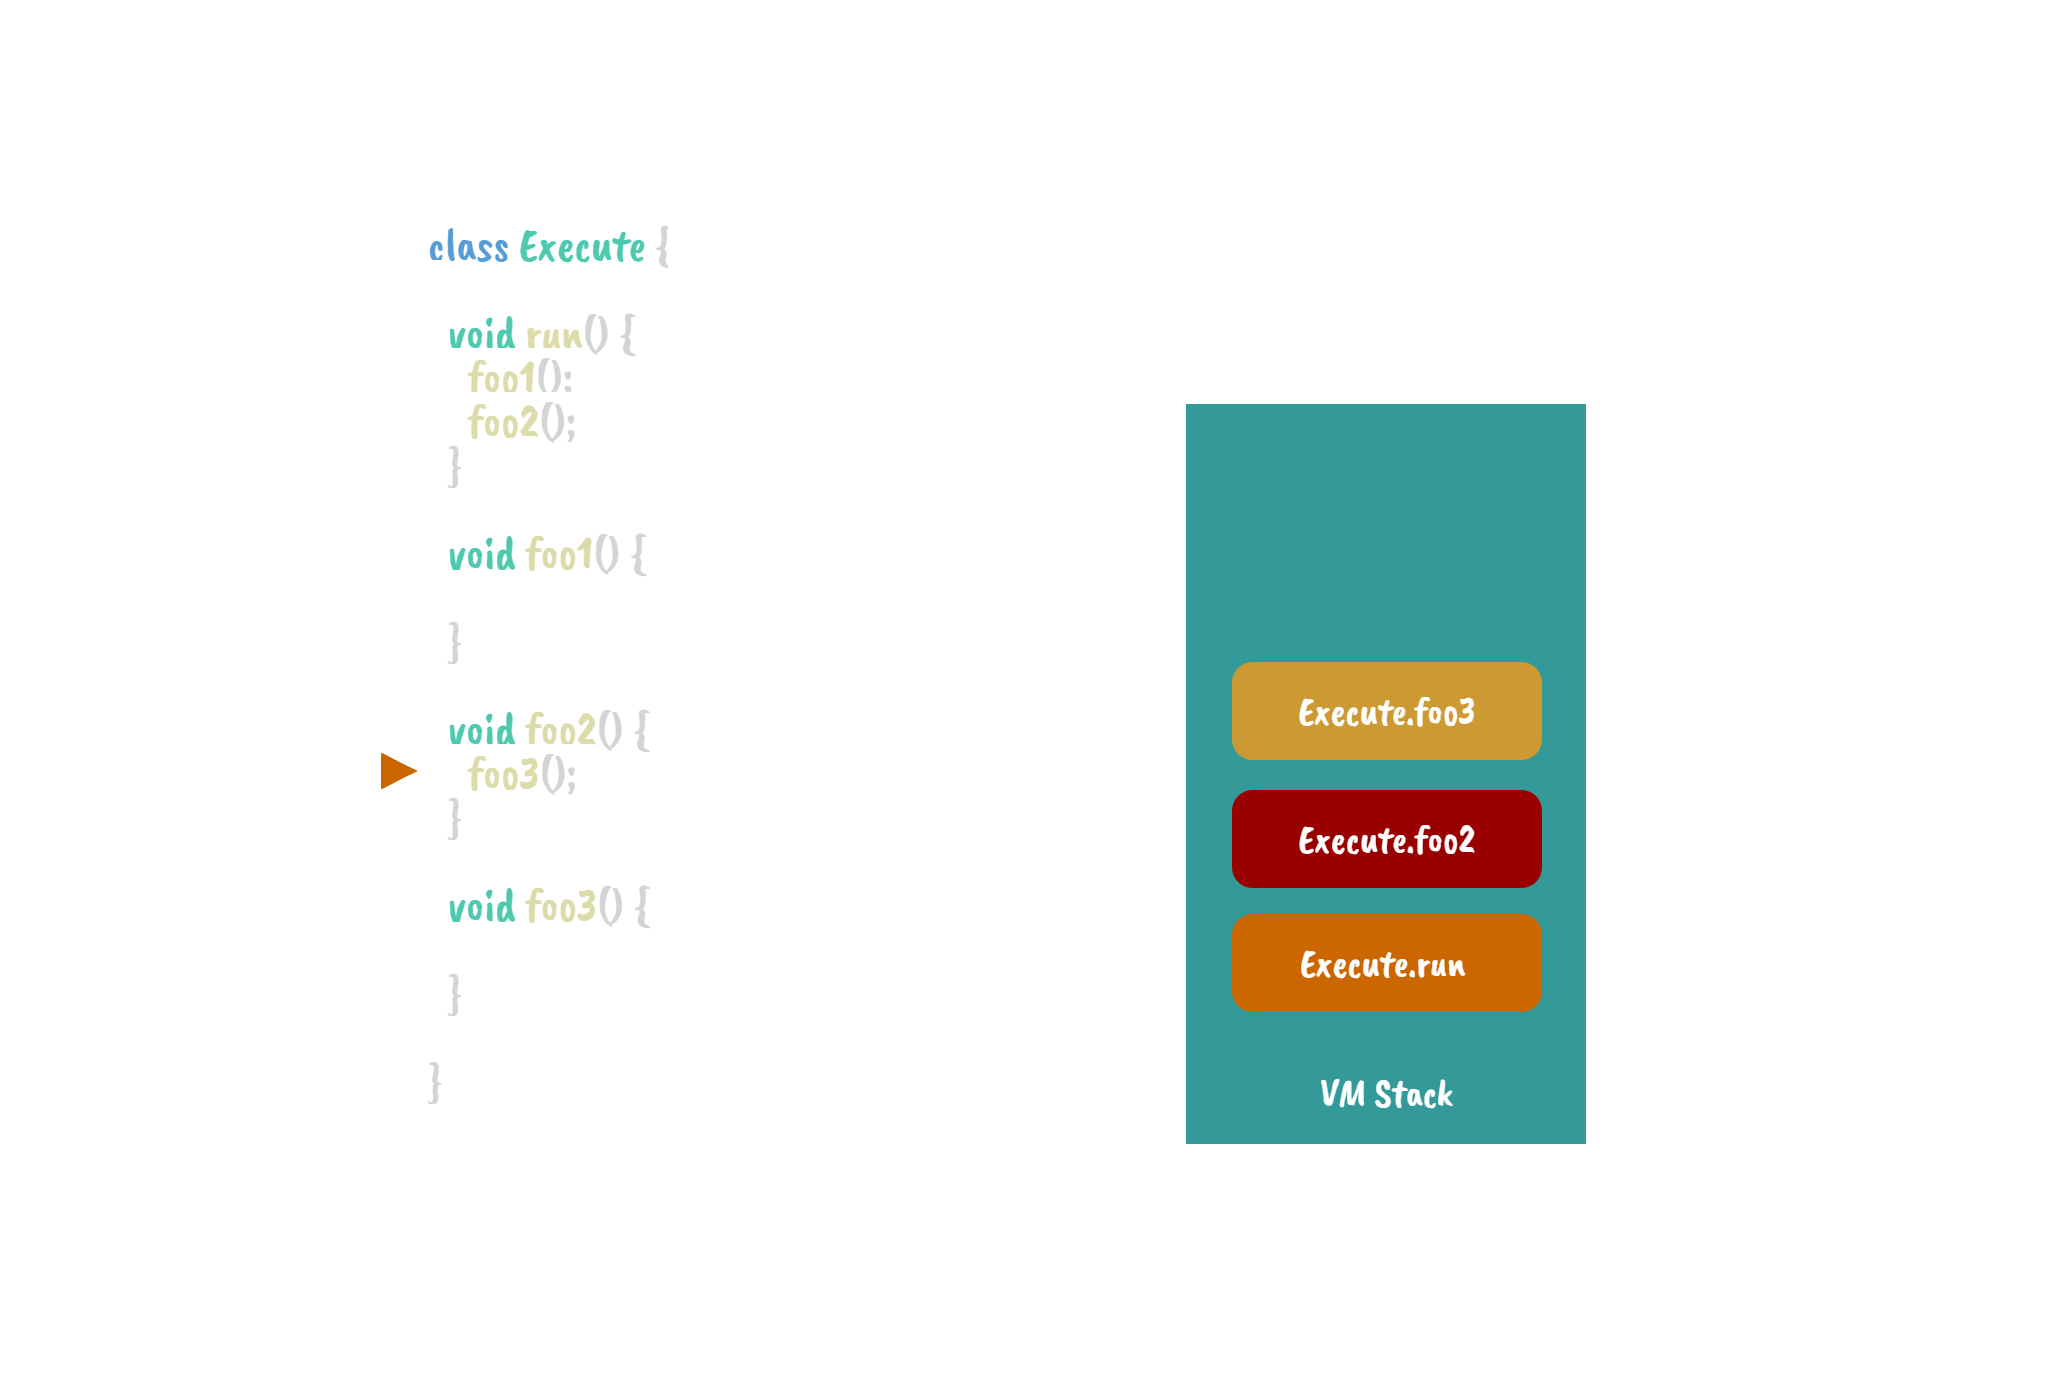 class Execute {
void run() {
foo1();
foo2();
}
void foo1() {
}
void foo2() {
foo3();
}
void foo3() {
}
}
Execute.foo3
Execute.foo2
Execute.run
VM Stack